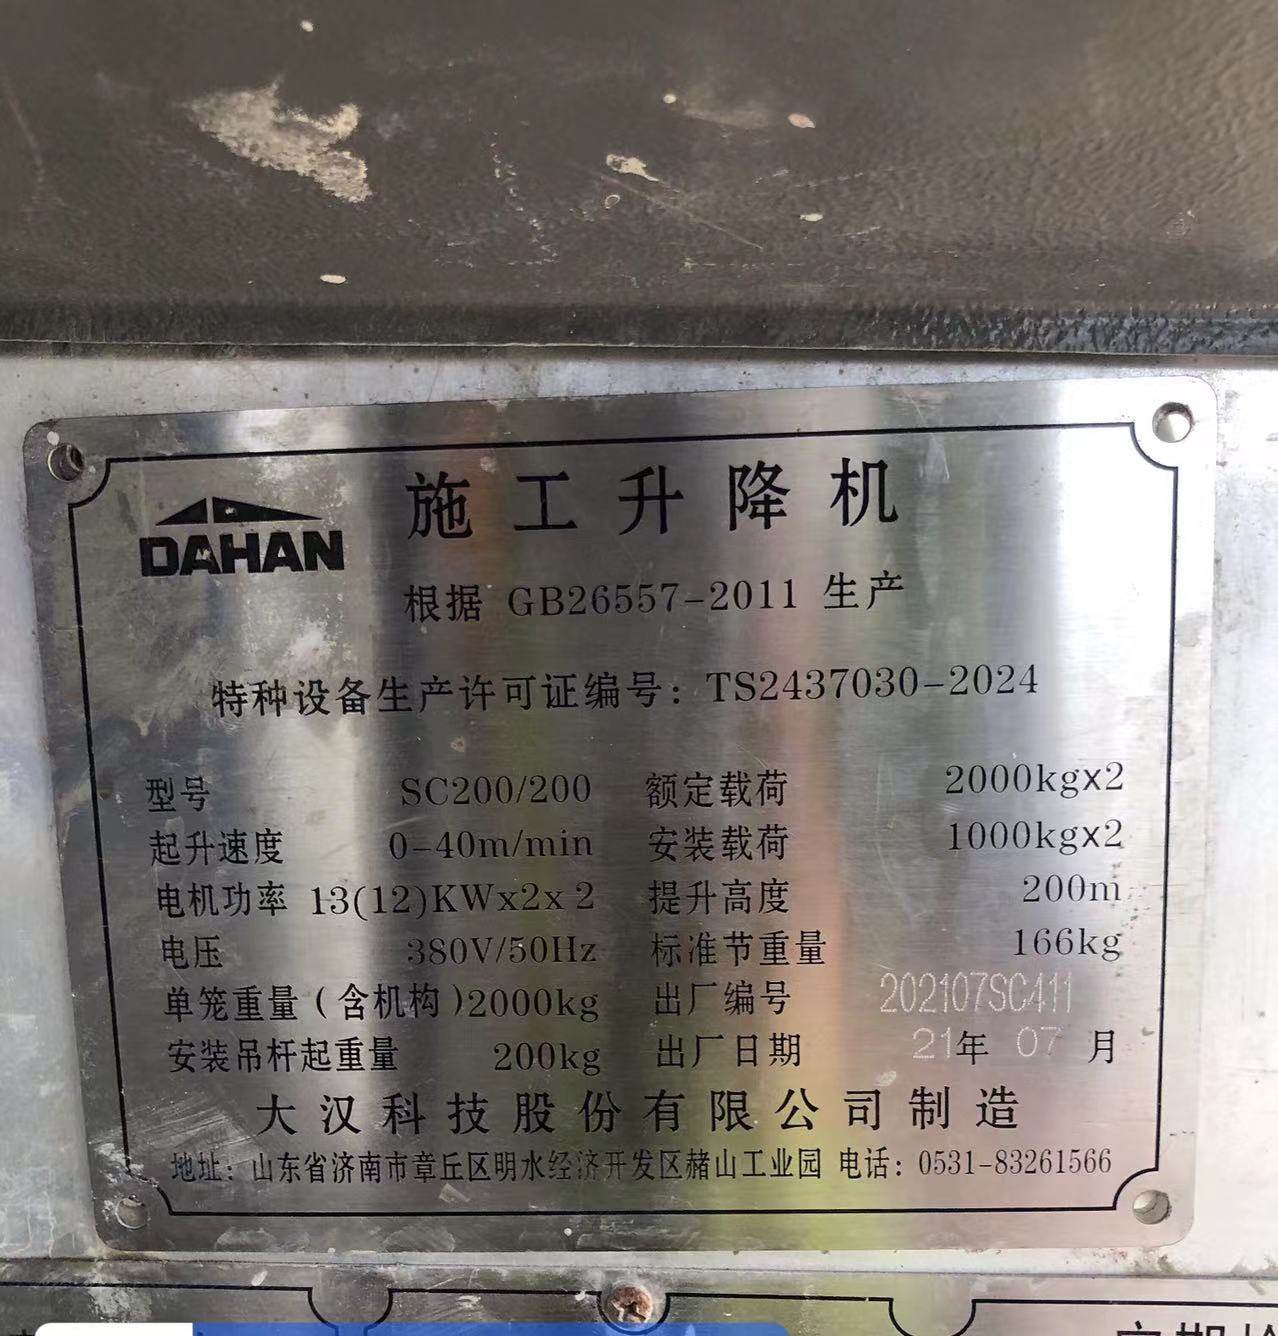 施工升降机
DAHAN
根据 GB26557-2011 生产
特种设备生产许可证编号：TS2437030-2024
型号 SC200/200 额定载荷 2000kgx2
起升速度 0-40m/min 安装载荷 1000kgx2
电机功率 13(12)KWx2x2 提升高度 200m
电压 380V/50Hz 标准节重量 166kg
单笼重量(含机构)2000kg 出厂编号 202107SC411
安装吊杆起重量 200kg 出厂日期 21年 07 月
大汉科技股份有限公司制造
地址：山东省济南市章丘区明水经济开发区赭山工业园 电话：0531-83261566